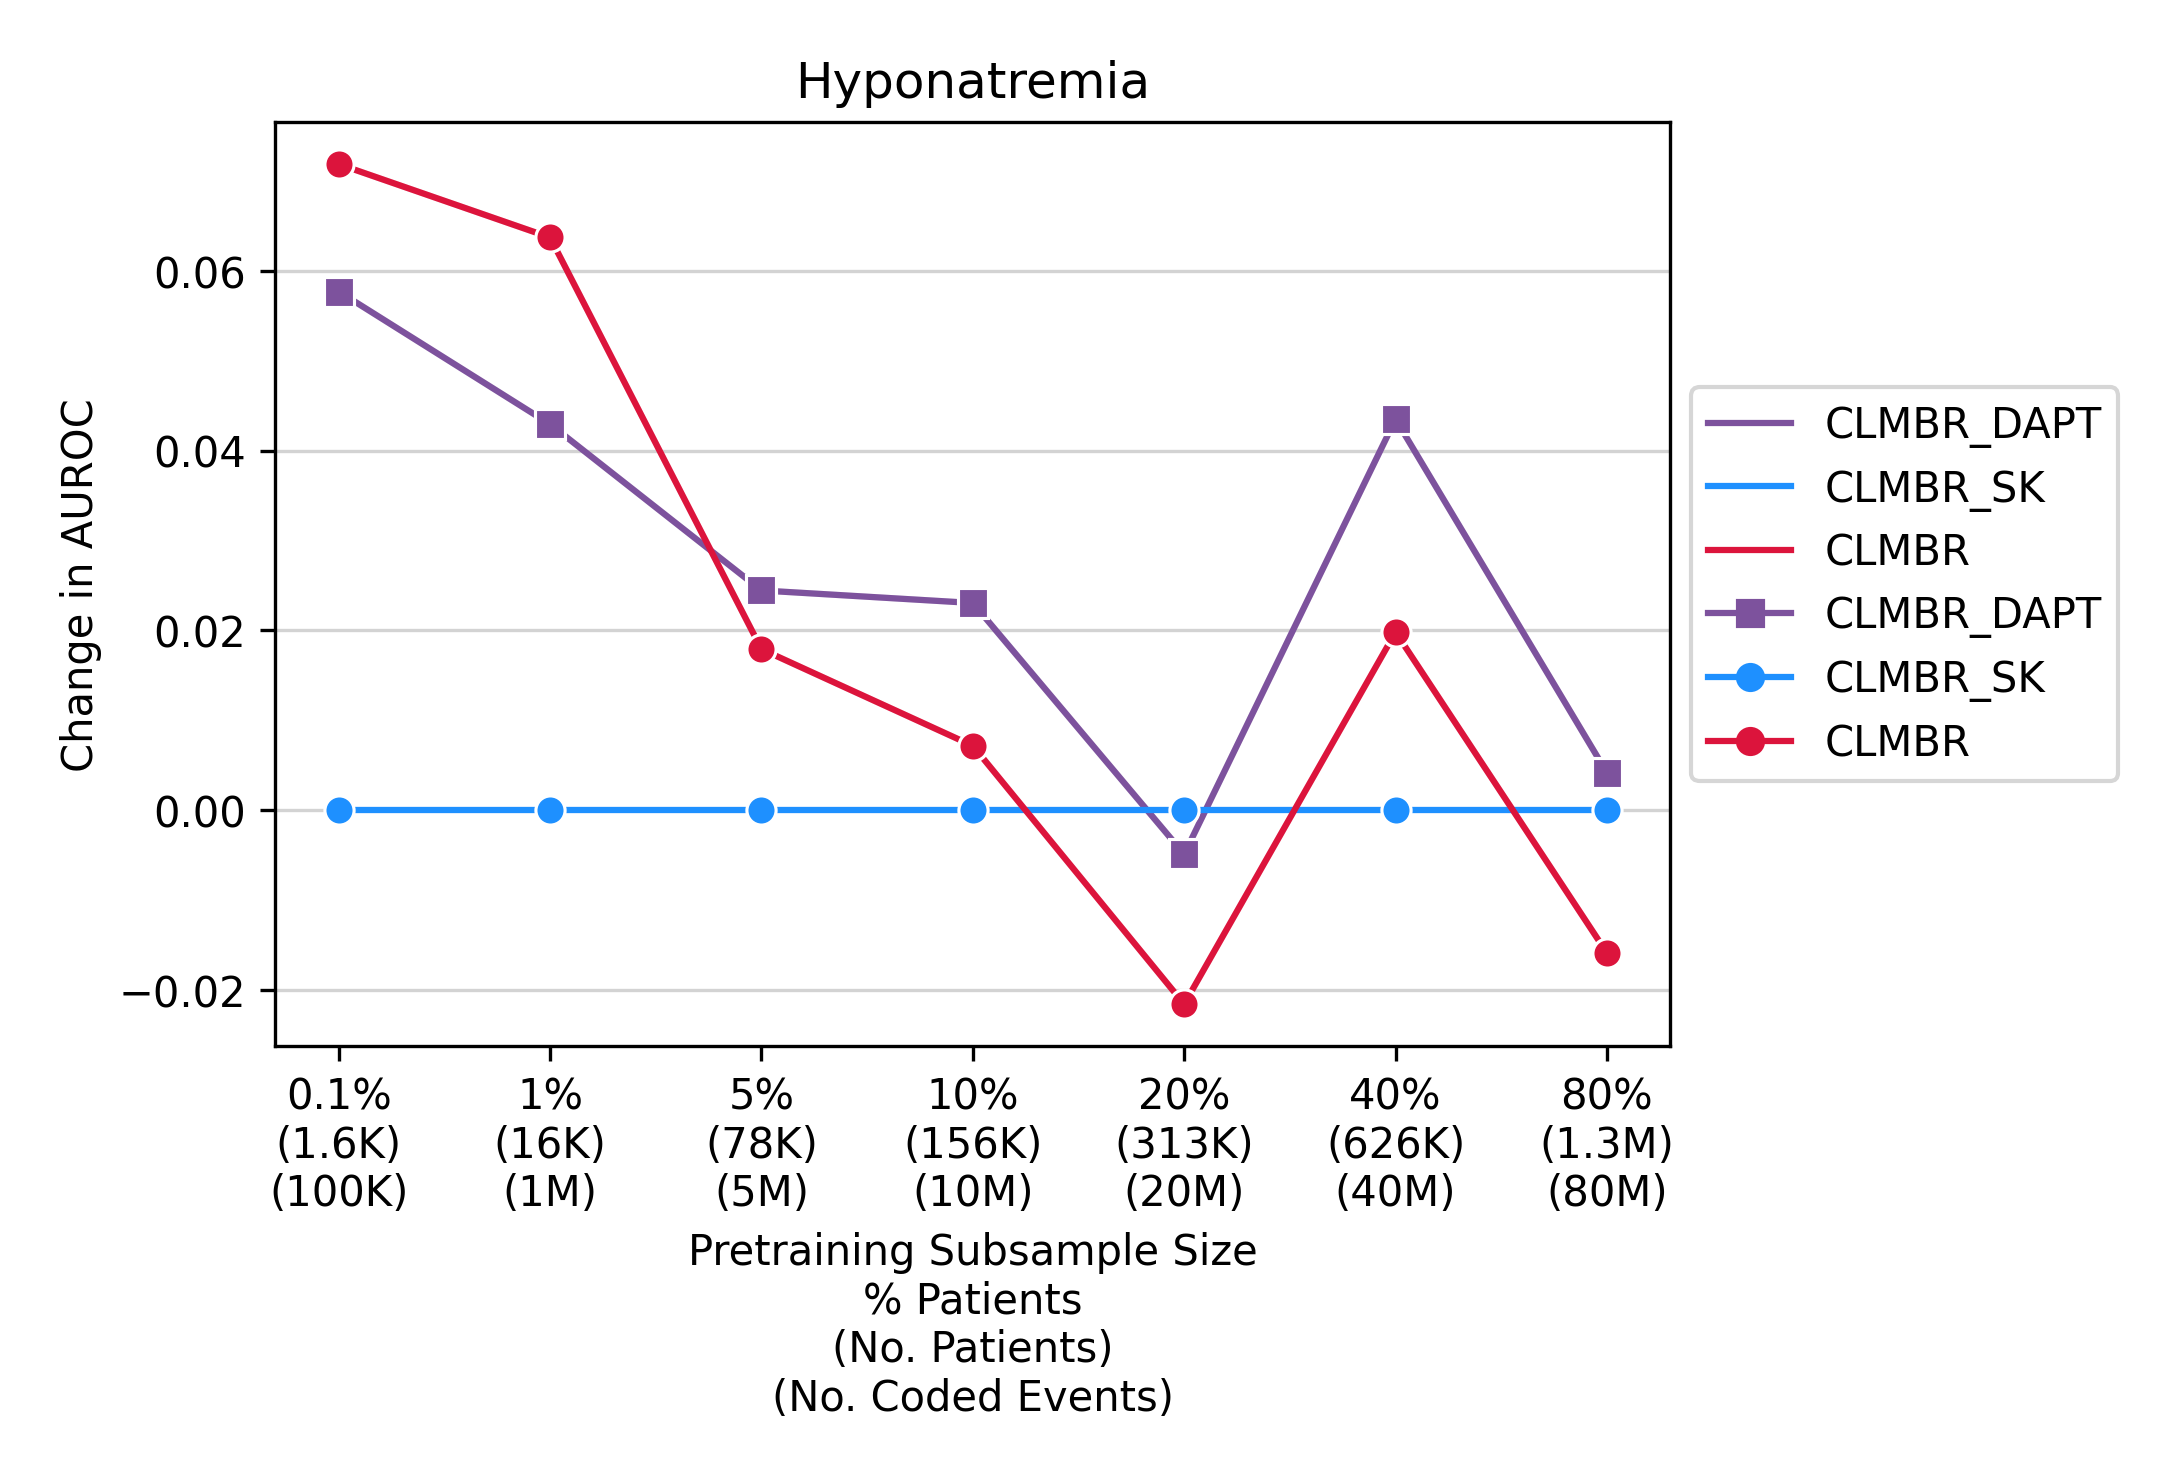 Hyponatremia
Change in AUROC
0.06
0.04
0.02
0.00
−0.02
0.1% 1% 5% 10% 20% 40% 80%
(1.6K) (16K) (78K) (156K) (313K) (626K) (1.3M)
(100K) (1M) (5M) (10M) (20M) (40M) (80M)
Pretraining Subsample Size
% Patients
(No. Patients)
(No. Coded Events)
CLMBR_DAPT
CLMBR_SK
CLMBR
CLMBR_DAPT
CLMBR_SK
CLMBR